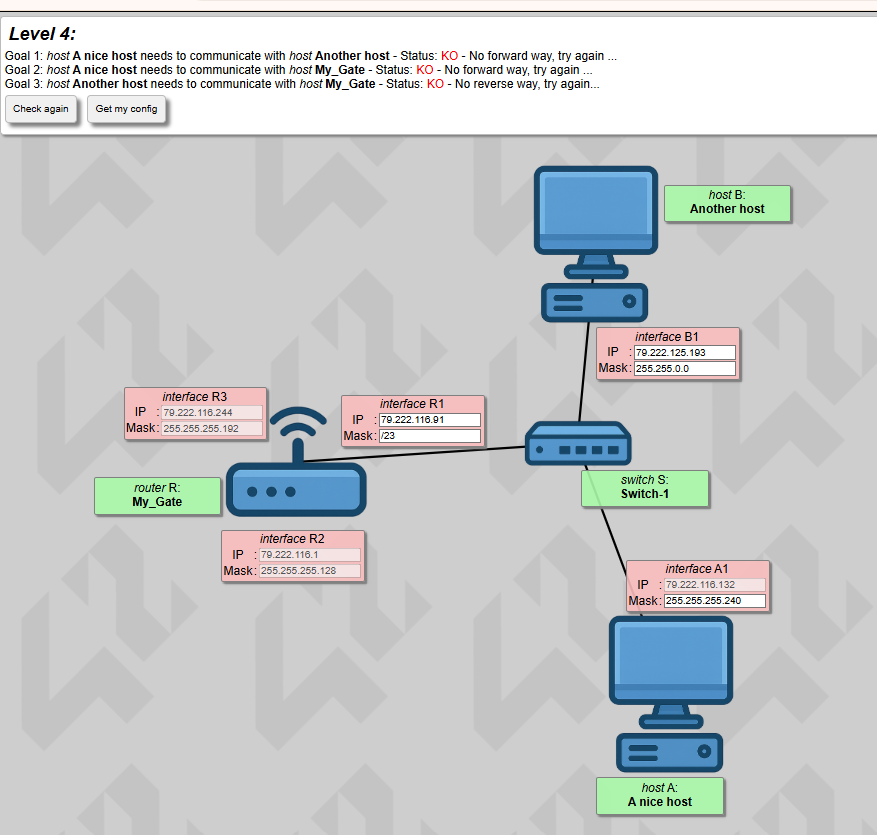 Level 4:
Goal 1: host A nice host needs to communicate with host Another host - Status: KO - No forward way, try again ...
Goal 2: host A nice host needs to communicate with host My_Gate - Status: KO - No forward way, try again ...
Goal 3: host Another host needs to communicate with host My_Gate - Status: KO - No reverse way, try again...
Check again Get my config
host B:
Another host
interface B1
IP : 79.222.125.193
Mask: 255.255.0.0
interface R3
IP : 79.222.116.244
Mask: 255.255.255.192
interface R1
IP : 79.222.116.91
Mask: /23
router R:
My_Gate
switch S:
Switch-1
interface R2
IP : 79.222.116.1
Mask: 255.255.255.128
interface A1
IP : 79.222.116.132
Mask: 255.255.255.240
host A:
A nice host